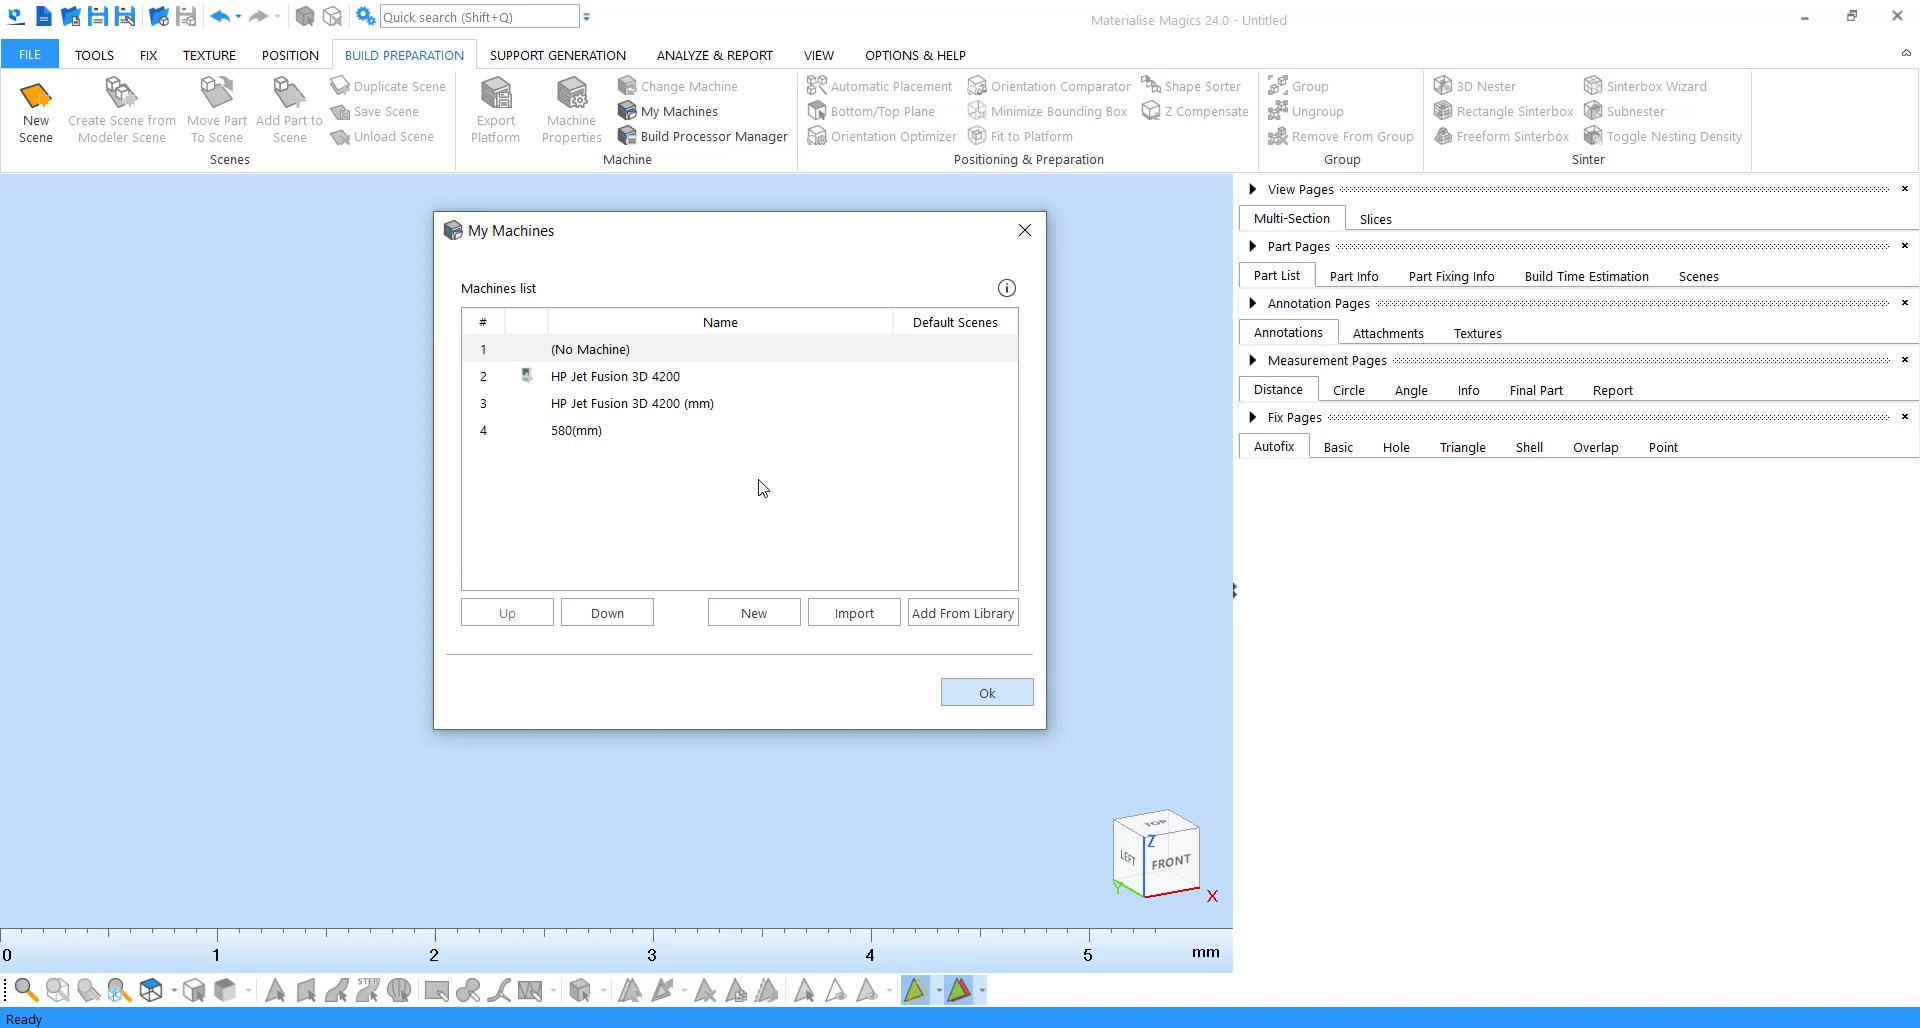 Quick search (Shift+Q)
Materialise Magics 24.0 - Untitled
FILE TOOLS FIX TEXTURE POSITION BUILD PREPARATION SUPPORT GENERATION ANALYZE & REPORT VIEW OPTIONS & HELP
New Scene
Create Scene from Modeler Scene
Move Part To Scene
Add Part to Scene
Duplicate Scene
Save Scene
Unload Scene
Scenes
Export Platform
Machine Properties
Change Machine
My Machines
Build Processor Manager
Machine
Automatic Placement
Bottom/Top Plane
Orientation Optimizer
Orientation Comparator
Minimize Bounding Box
Fit to Platform
Shape Sorter
Z Compensate
Positioning & Preparation
Group
Ungroup
Remove From Group
Group
3D Nester
Rectangle Sinterbox
Freeform Sinterbox
Sinterbox Wizard
Subnester
Toggle Nesting Density
Sinter
My Machines
Machines list
# Name Default Scenes
1 (No Machine)
2 HP Jet Fusion 3D 4200
3 HP Jet Fusion 3D 4200 (mm)
4 580(mm)
Up Down New Import Add From Library
Ok
View Pages
Multi-Section Slices
Part Pages
Part List Part Info Part Fixing Info Build Time Estimation Scenes
Annotation Pages
Annotations Attachments Textures
Measurement Pages
Distance Circle Angle Info Final Part Report
Fix Pages
Autofix Basic Hole Triangle Shell Overlap Point
TOP
LEFT FRONT
Z
Y
X
0 1 2 3 4 5 mm
STEP
Ready